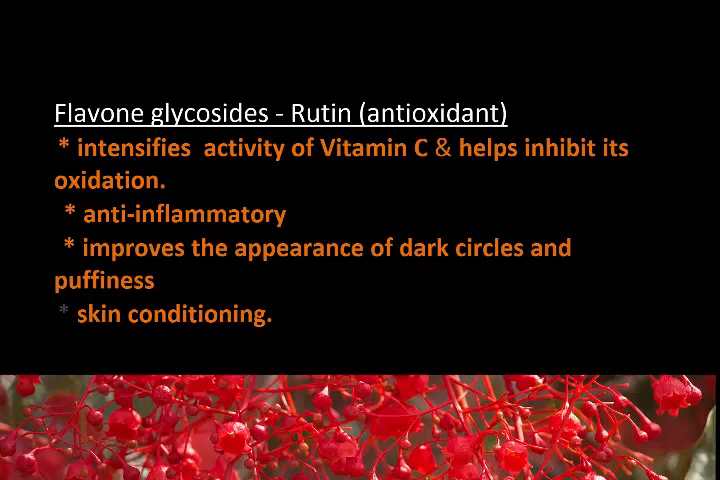 Flavone glycosides - Rutin (antioxidant)
* intensifies  activity of Vitamin C & helps inhibit its
oxidation.
* anti-inflammatory
* improves the appearance of dark circles and
puffiness
* skin conditioning.